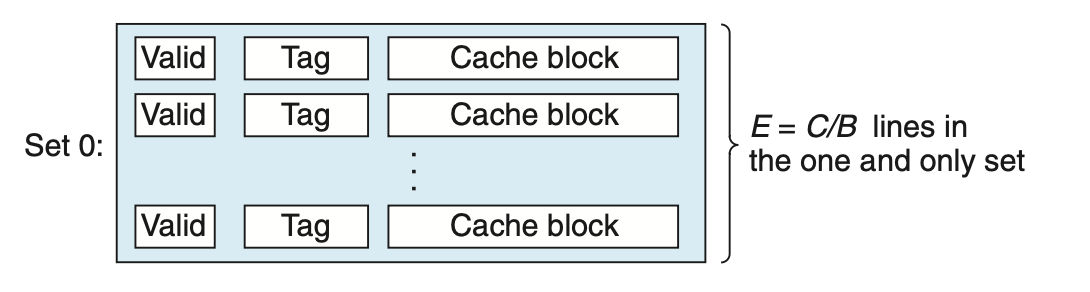 Valid Tag Cache block
Valid Tag Cache block
Set 0:
E = C/B lines in
the one and only set
Valid Tag Cache block